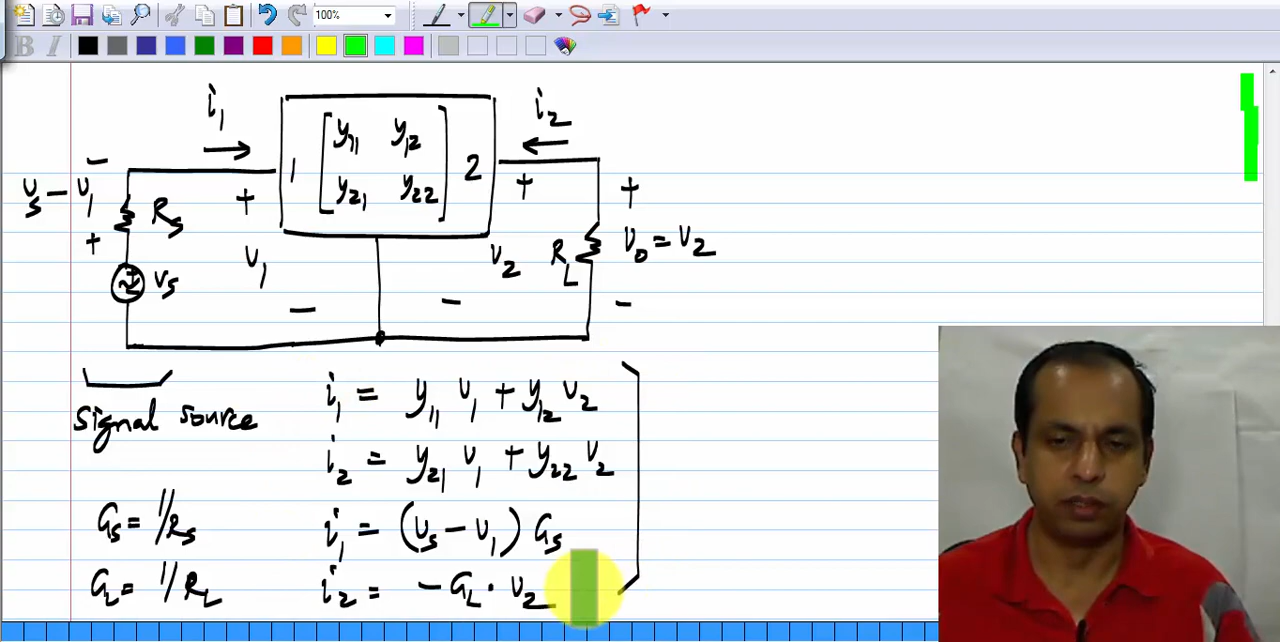 100%
B I
i₁ i₂
1 [y₁₁ y₁₂ y₂₁ y₂₂] 2
vs − v₁ − + Rs vs
+ v₁ −
+ v₂ −
RL + v₀ = v₂ −
Signal source
i₁ = y₁₁ v₁ + y₁₂ v₂
i₂ = y₂₁ v₁ + y₂₂ v₂
Gs = 1/Rs
i₁ = (vs − v₁) Gs
GL = 1/RL
i₂ = − GL · v₂